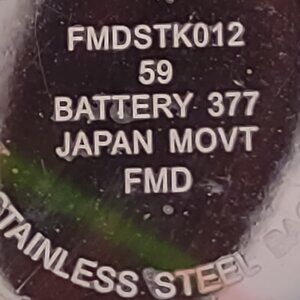 FMDSTK012
59
BATTERY 377
JAPAN MOVT
FMD
STAINLESS STEEL